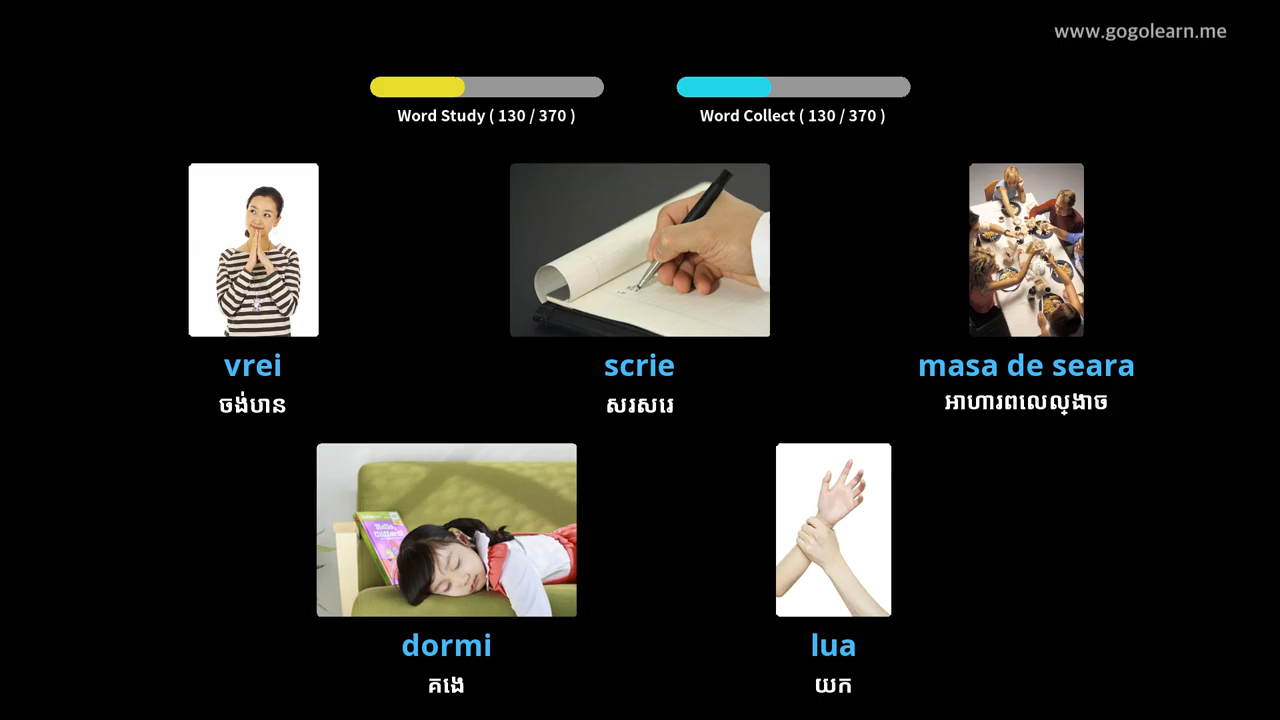 www.gogolearn.me
Word Study ( 130 / 370 )
Word Collect ( 130 / 370 )
vrei
ចង់បាន
scrie
សរសេរ
masa de seara
អាហារពេលល្ងាច
dormi
គេង
lua
យក